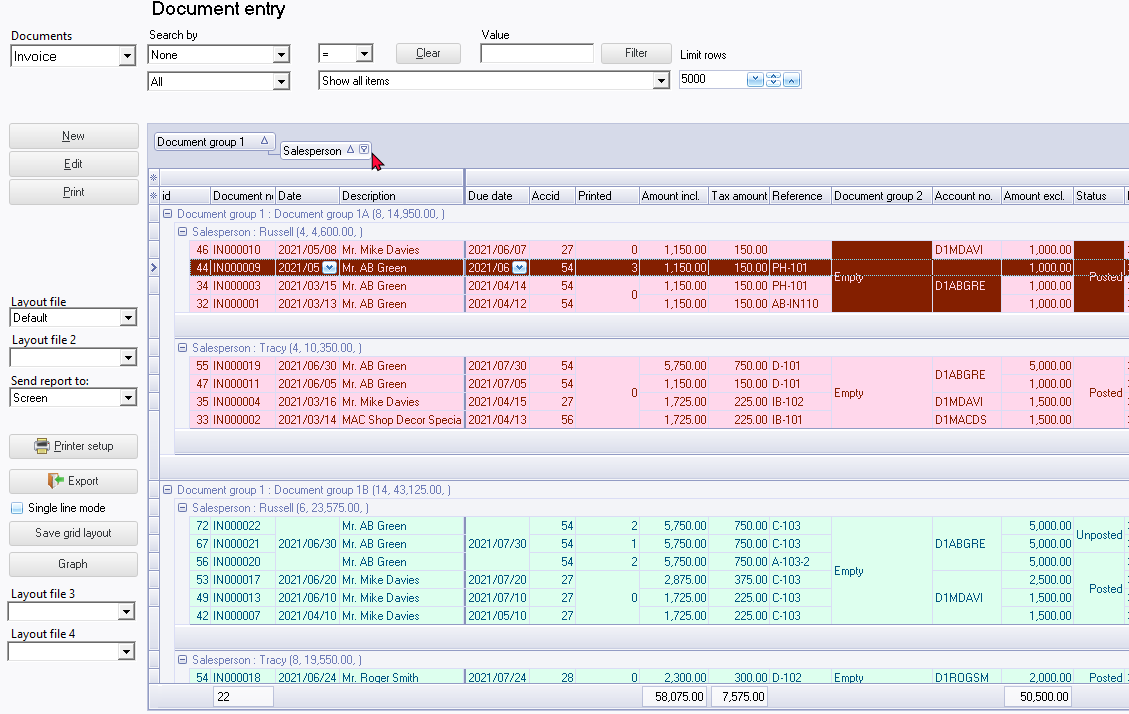 Document entry
Documents
Search by
Value
Invoice
None
=
Clear
Filter
Limit rows
All
Show all items
5000
New
Edit
Print
Layout file
Default
Layout file 2
Send report to:
Screen
Printer setup
Export
Single line mode
Save grid layout
Graph
Layout file 3
Layout file 4
Document group 1
Salesperson
id Document n Date Description Due date Accid Printed Amount incl. Tax amount Reference Document group 2 Account no. Amount excl. Status
Document group 1 : Document group 1A (8, 14,950.00, )
Salesperson : Russell (4, 4,600.00, )
46 IN000010 2021/05/08 Mr. Mike Davies 2021/06/07 27 0 1,150.00 150.00 D1MDAVI 1,000.00
44 IN000009 2021/05 Mr. AB Green 2021/06 54 3 1,150.00 150.00 PH-101 Empty 1,000.00 Posted
34 IN000003 2021/03/15 Mr. AB Green 2021/04/14 54 0 1,150.00 150.00 PH-101 D1ABGRE 1,000.00
32 IN000001 2021/03/13 Mr. AB Green 2021/04/12 54 1,150.00 150.00 AB-IN110 1,000.00
Salesperson : Tracy (4, 10,350.00, )
55 IN000019 2021/06/30 Mr. AB Green 2021/07/30 54 5,750.00 750.00 D-101 D1ABGRE 5,000.00
47 IN000011 2021/06/05 Mr. AB Green 2021/07/05 54 0 1,150.00 150.00 D-101 Empty 1,000.00 Posted
35 IN000004 2021/03/16 Mr. Mike Davies 2021/04/15 27 1,725.00 225.00 IB-102 D1MDAVI 1,500.00
33 IN000002 2021/03/14 MAC Shop Decor Specia 2021/04/13 56 1,725.00 225.00 IB-101 D1MACDS 1,500.00
Document group 1 : Document group 1B (14, 43,125.00, )
Salesperson : Russell (6, 23,575.00, )
72 IN000022 Mr. AB Green 54 2 5,750.00 750.00 C-103 5,000.00 Unposted
67 IN000021 2021/06/30 Mr. AB Green 2021/07/30 54 1 5,750.00 750.00 C-103 D1ABGRE 5,000.00
56 IN000020 Mr. AB Green 54 2 5,750.00 750.00 A-103-2 Empty 5,000.00
53 IN000017 2021/06/20 Mr. Mike Davies 2021/07/20 27 2,875.00 375.00 C-103 2,500.00 Posted
49 IN000013 2021/06/10 Mr. Mike Davies 2021/07/10 27 0 1,725.00 225.00 C-103 D1MDAVI 1,500.00
42 IN000007 2021/04/10 Mr. Mike Davies 2021/05/10 27 1,725.00 225.00 C-103 1,500.00
Salesperson : Tracy (8, 19,550.00, )
54 IN000018 2021/06/24 Mr. Roger Smith 2021/07/24 28 0 2,300.00 300.00 D-102 Empty D1ROGSM 2,000.00 Posted
22 58,075.00 7,575.00 50,500.00